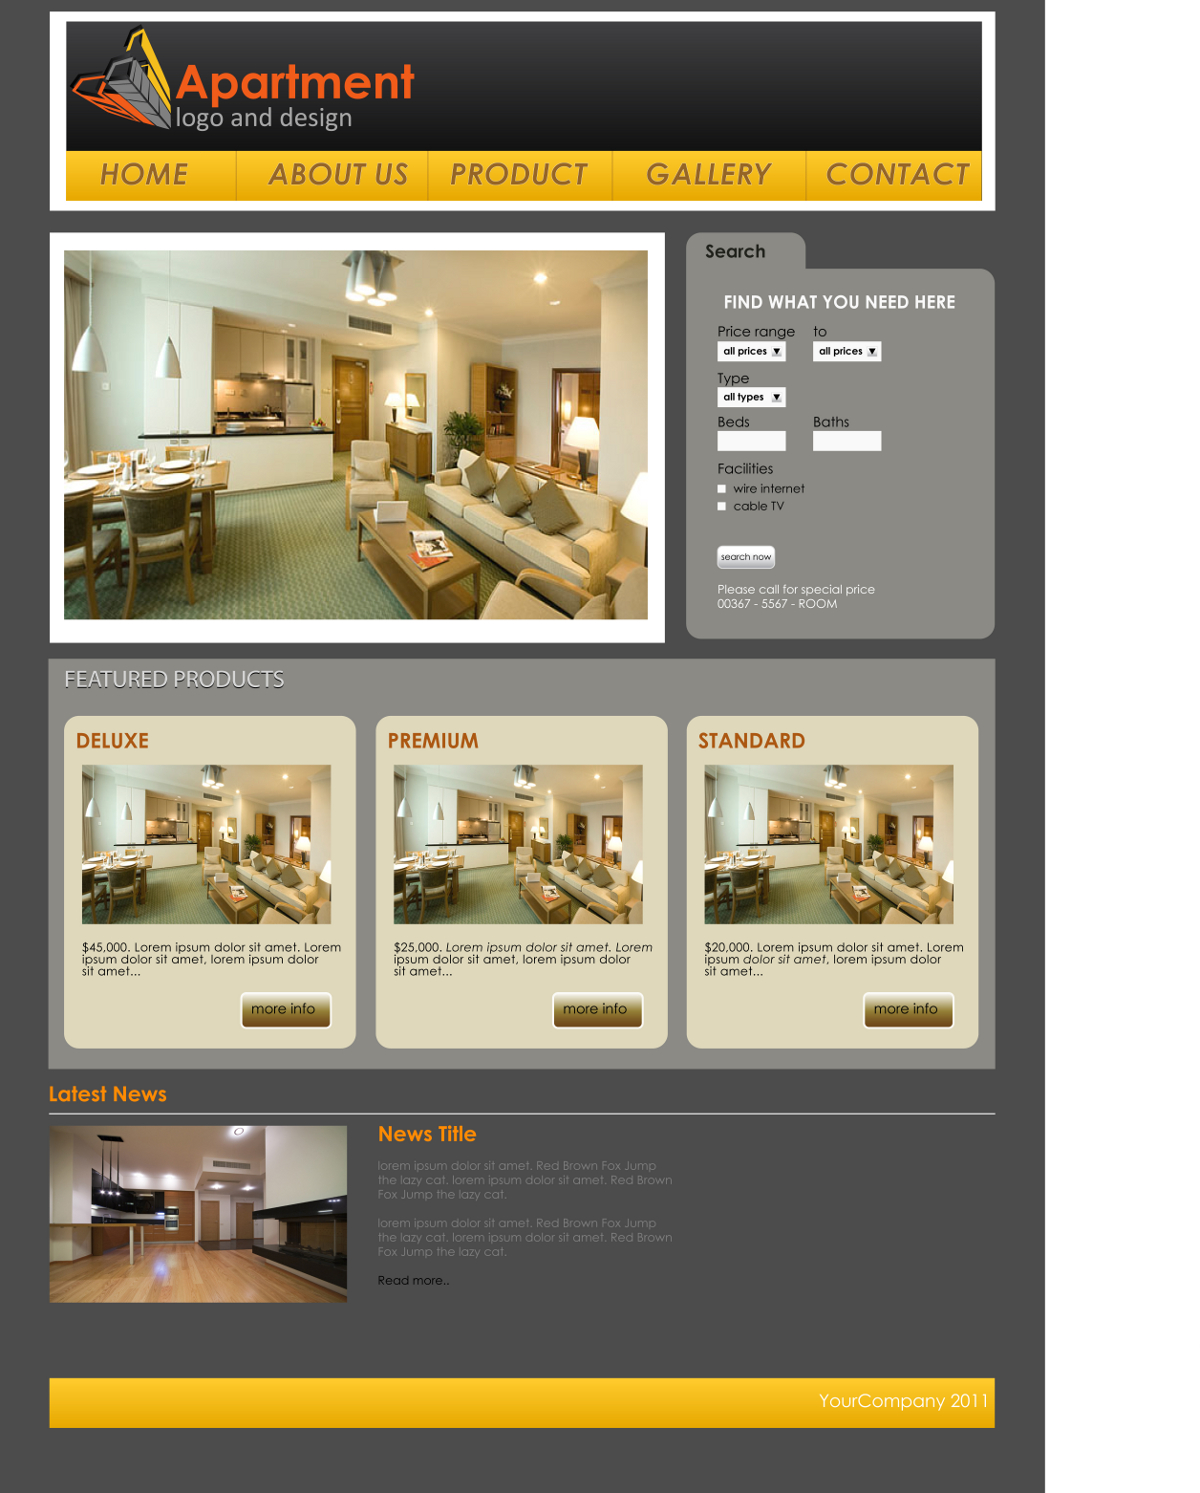 Apartment
logo and design
HOME ABOUT US PRODUCT GALLERY CONTACT
Search
FIND WHAT YOU NEED HERE
Price range to
all prices all prices
Type
all types
Beds Baths
Facilities
wire internet
cable TV
search now
Please call for special price
00367 - 5567 - ROOM
FEATURED PRODUCTS
DELUXE
$45,000. Lorem ipsum dolor sit amet. Lorem
ipsum dolor sit amet, lorem ipsum dolor
sit amet...
more info
PREMIUM
$25,000. Lorem ipsum dolor sit amet. Lorem
ipsum dolor sit amet, lorem ipsum dolor
sit amet...
more info
STANDARD
$20,000. Lorem ipsum dolor sit amet. Lorem
ipsum dolor sit amet, lorem ipsum dolor
sit amet...
more info
Latest News
News Title
lorem ipsum dolor sit amet. Red Brown Fox Jump
the lazy cat. lorem ipsum dolor sit amet. Red Brown
Fox Jump the lazy cat.
lorem ipsum dolor sit amet. Red Brown Fox Jump
the lazy cat. lorem ipsum dolor sit amet. Red Brown
Fox Jump the lazy cat.
Read more..
YourCompany 2011